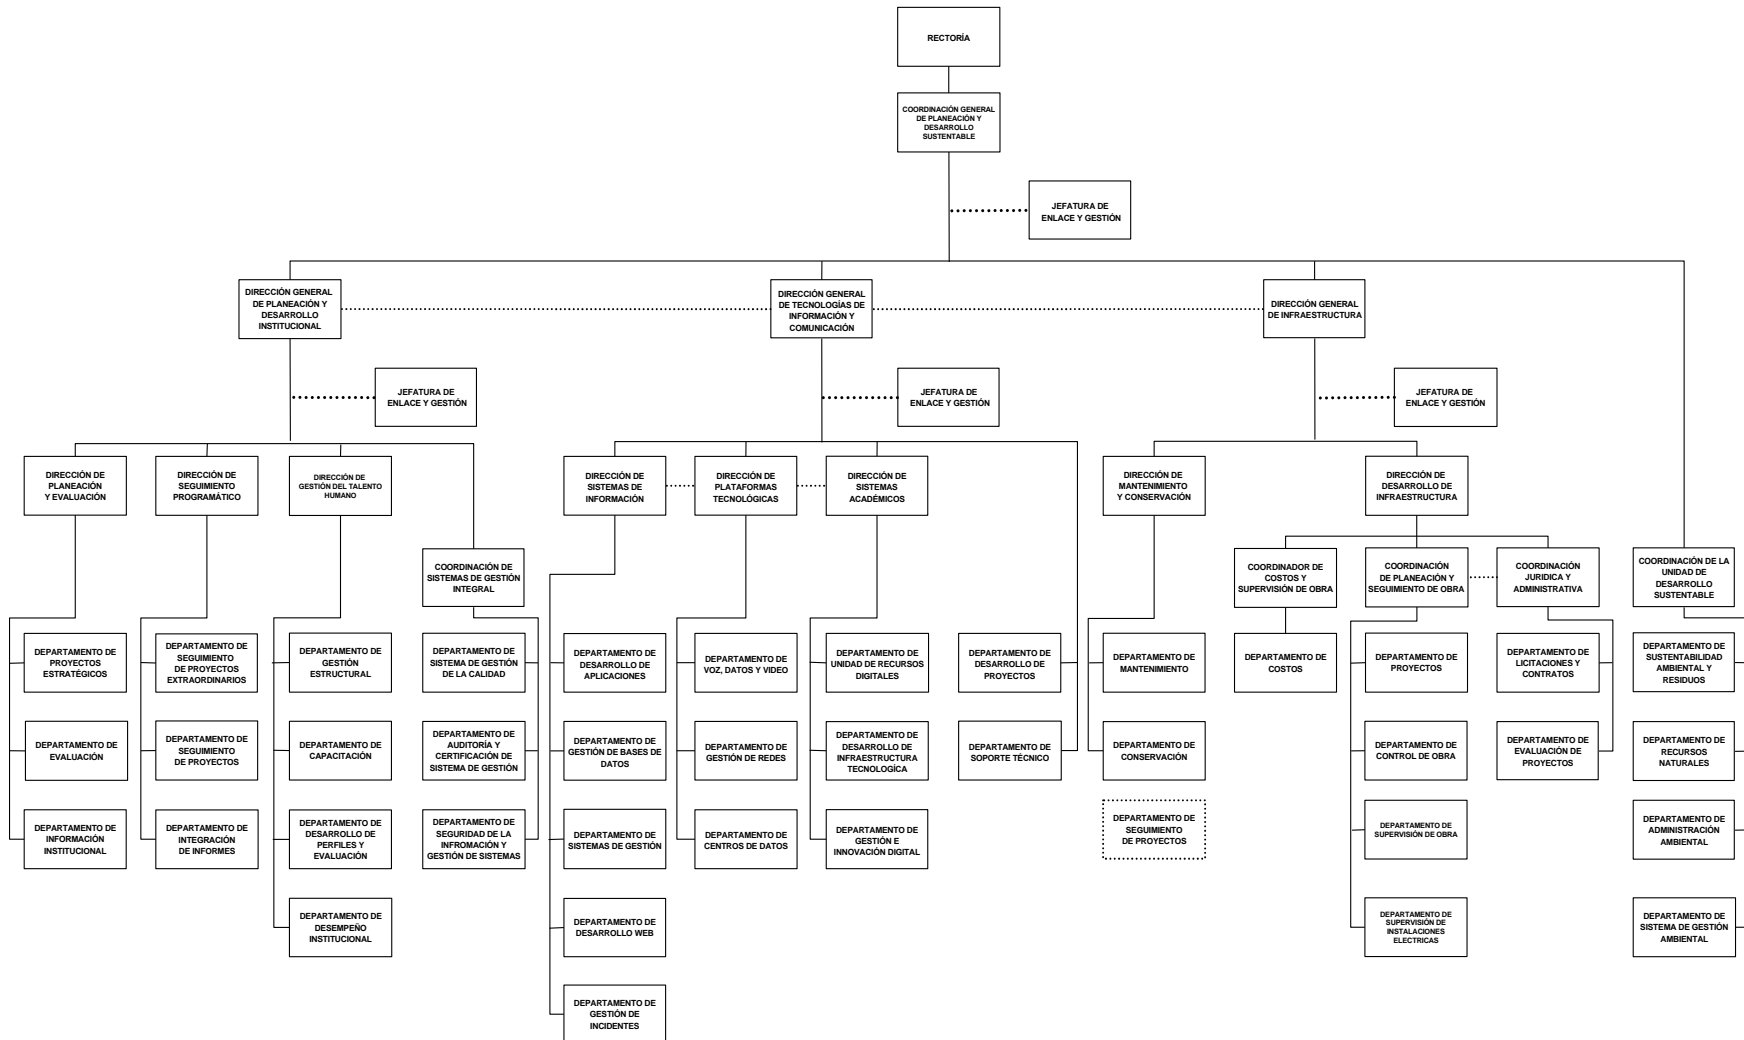 RECTORÍA
COORDINACIÓN GENERAL
DE PLANEACIÓN Y
DESARROLLO
SUSTENTABLE
JEFATURA DE
ENLACE Y GESTIÓN
DIRECCIÓN GENERAL
DE PLANEACIÓN Y
DESARROLLO
INSTITUCIONAL
DIRECCIÓN GENERAL
DE TECNOLOGÍAS DE
INFORMACIÓN Y
COMUNICACIÓN
DIRECCIÓN GENERAL
DE INFRAESTRUCTURA
JEFATURA DE
ENLACE Y GESTIÓN
JEFATURA DE
ENLACE Y GESTIÓN
JEFATURA DE
ENLACE Y GESTIÓN
DIRECCIÓN DE
PLANEACIÓN
Y EVALUACIÓN
DIRECCIÓN DE
SEGUIMIENTO
PROGRAMÁTICO
DIRECCIÓN DE
GESTIÓN DEL TALENTO
HUMANO
DIRECCIÓN DE
SISTEMAS DE
INFORMACIÓN
DIRECCIÓN DE
PLATAFORMAS
TECNOLÓGICAS
DIRECCIÓN DE
SISTEMAS
ACADÉMICOS
DIRECCIÓN DE
MANTENIMIENTO
Y CONSERVACIÓN
DIRECCIÓN DE
DESARROLLO DE
INFRAESTRUCTURA
COORDINACIÓN DE
SISTEMAS DE GESTIÓN
INTEGRAL
COORDINADOR DE
COSTOS Y
SUPERVISIÓN DE OBRA
COORDINACIÓN
DE PLANEACIÓN Y
SEGUIMIENTO DE OBRA
COORDINACIÓN
JURIDICA Y
ADMINISTRATIVA
COORDINACIÓN DE LA
UNIDAD DE
DESARROLLO
SUSTENTABLE
DEPARTAMENTO DE
PROYECTOS
ESTRATÉGICOS
DEPARTAMENTO DE
SEGUIMIENTO
DE PROYECTOS
EXTRAORDINARIOS
DEPARTAMENTO DE
GESTIÓN
ESTRUCTURAL
DEPARTAMENTO DE
SISTEMA DE GESTIÓN
DE LA CALIDAD
DEPARTAMENTO DE
DESARROLLO DE
APLICACIONES
DEPARTAMENTO DE
VOZ, DATOS Y VIDEO
DEPARTAMENTO DE
UNIDAD DE RECURSOS
DIGITALES
DEPARTAMENTO DE
DESARROLLO DE
PROYECTOS
DEPARTAMENTO DE
MANTENIMIENTO
DEPARTAMENTO DE
COSTOS
DEPARTAMENTO DE
PROYECTOS
DEPARTAMENTO DE
LICITACIONES Y
CONTRATOS
DEPARTAMENTO DE
SUSTENTABILIDAD
AMBIENTAL Y
RESIDUOS
DEPARTAMENTO DE
EVALUACIÓN
DEPARTAMENTO DE
SEGUIMIENTO
DE PROYECTOS
DEPARTAMENTO DE
CAPACITACIÓN
DEPARTAMENTO DE
AUDITORÍA Y
CERTIFICACIÓN DE
SISTEMA DE GESTIÓN
DEPARTAMENTO DE
GESTIÓN DE BASES DE
DATOS
DEPARTAMENTO DE
GESTIÓN DE REDES
DEPARTAMENTO DE
DESARROLLO DE
INFRAESTRUCTURA
TECNOLOGÍCA
DEPARTAMENTO DE
SOPORTE TÉCNICO
DEPARTAMENTO DE
CONSERVACIÓN
DEPARTAMENTO DE
CONTROL DE OBRA
DEPARTAMENTO DE
EVALUACIÓN DE
PROYECTOS
DEPARTAMENTO DE
RECURSOS
NATURALES
DEPARTAMENTO DE
INFORMACIÓN
INSTITUCIONAL
DEPARTAMENTO DE
INTEGRACIÓN
DE INFORMES
DEPARTAMENTO DE
DESARROLLO DE
PERFILES Y
EVALUACIÓN
DEPARTAMENTO DE
SEGURIDAD DE LA
INFROMACIÓN Y
GESTIÓN DE SISTEMAS
DEPARTAMENTO DE
SISTEMAS DE GESTIÓN
DEPARTAMENTO DE
CENTROS DE DATOS
DEPARTAMENTO DE
GESTIÓN E
INNOVACIÓN DIGITAL
DEPARTAMENTO DE
SEGUIMIENTO
DE PROYECTOS
DEPARTAMENTO DE
SUPERVISIÓN DE OBRA
DEPARTAMENTO DE
ADMINISTRACIÓN
AMBIENTAL
DEPARTAMENTO DE
DESEMPEÑO
INSTITUCIONAL
DEPARTAMENTO DE
DESARROLLO WEB
DEPARTAMENTO DE
SUPERVISIÓN DE
INSTALACIONES
ELECTRICAS
DEPARTAMENTO DE
SISTEMA DE GESTIÓN
AMBIENTAL
DEPARTAMENTO DE
GESTIÓN DE
INCIDENTES